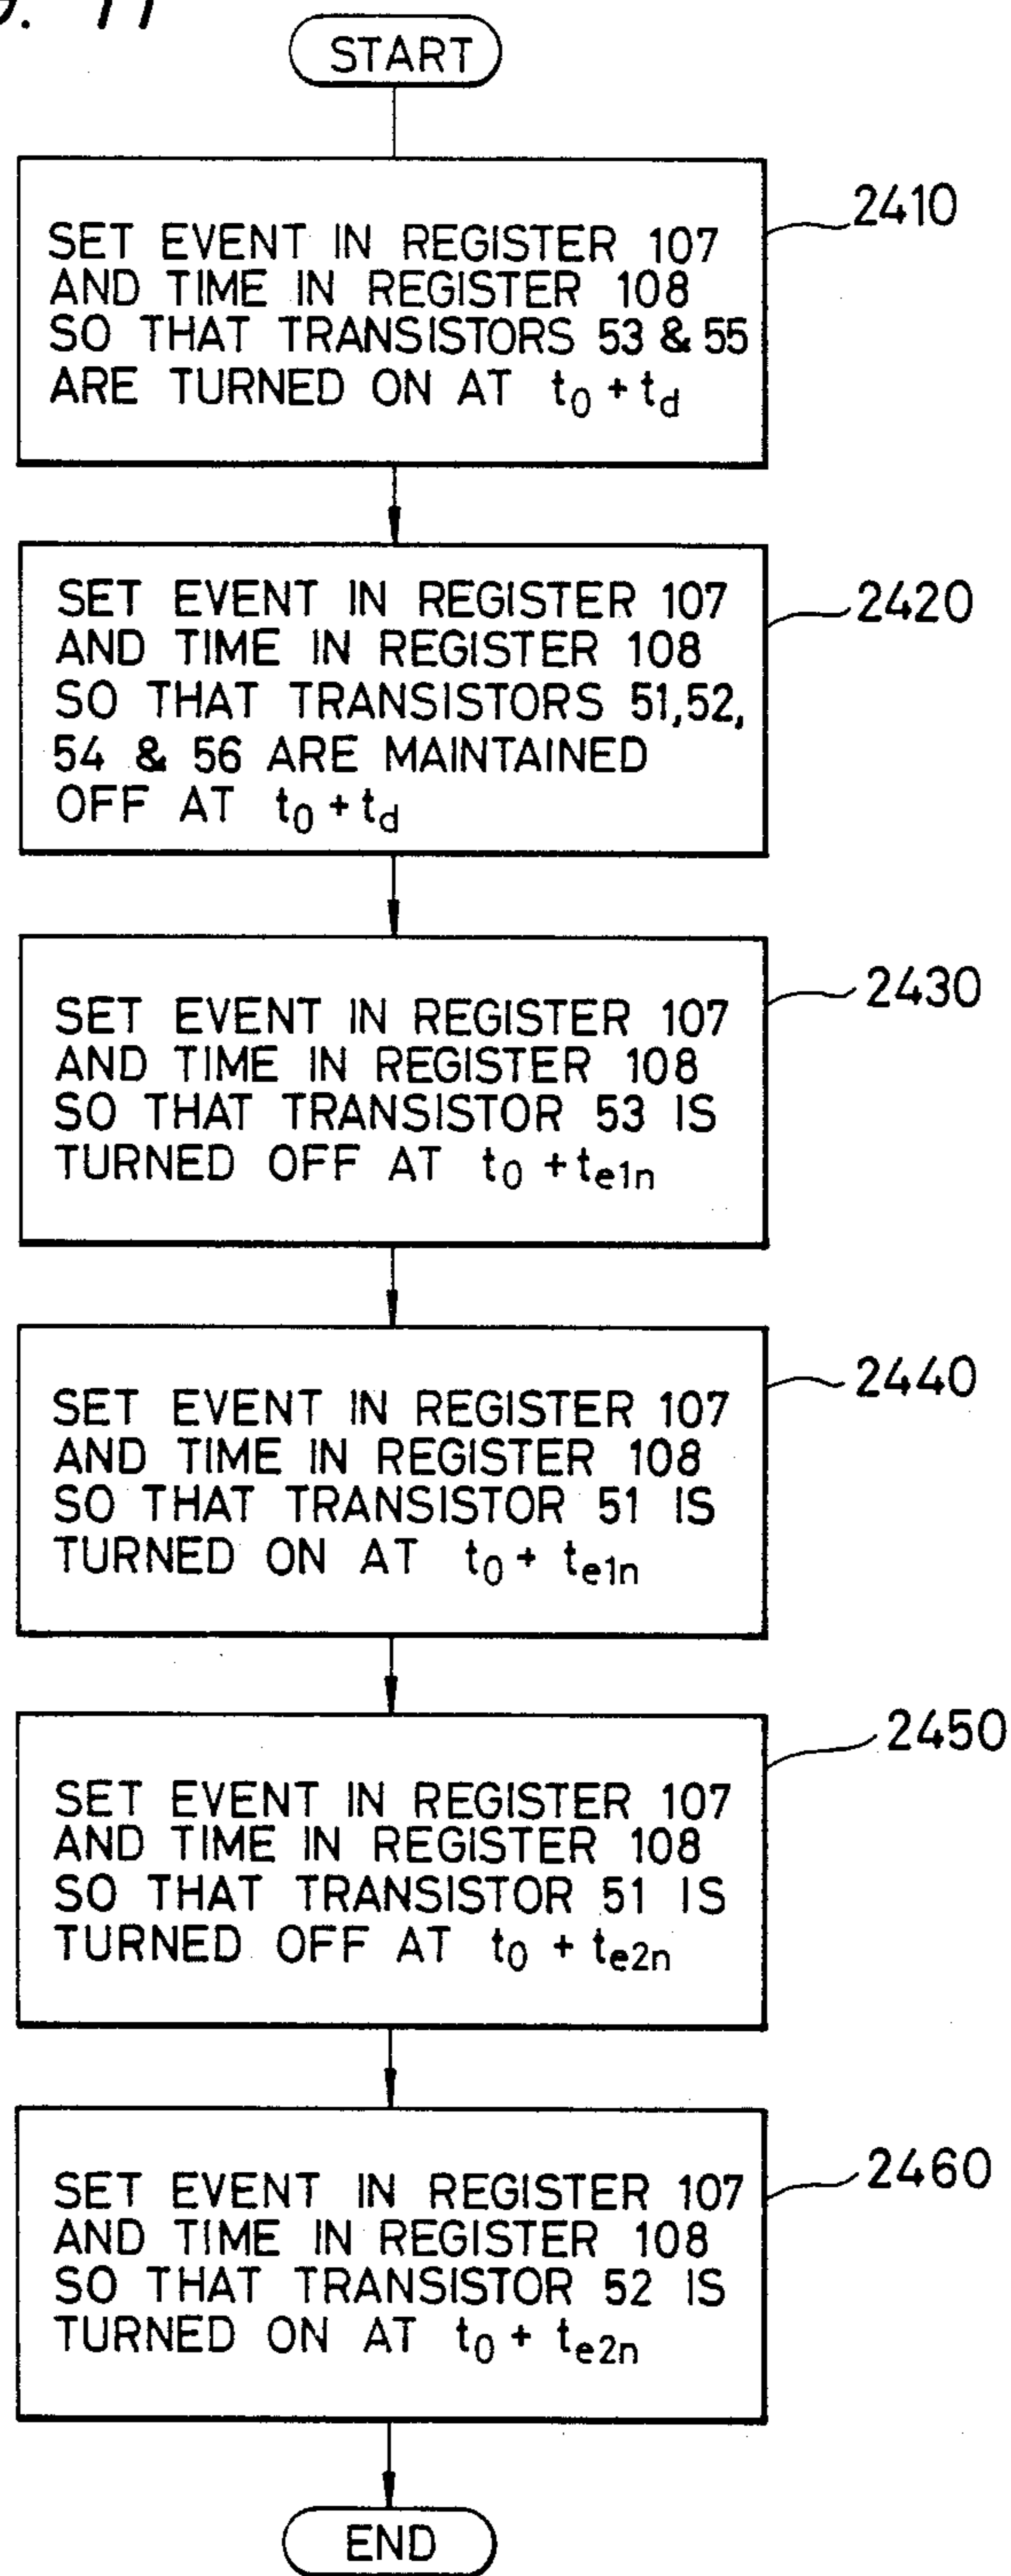 G. 11
START
SET EVENT IN REGISTER 107
AND TIME IN REGISTER 108
SO THAT TRANSISTORS 53 & 55
ARE TURNED ON AT t0 + td
2410
SET EVENT IN REGISTER 107
AND TIME IN REGISTER 108
SO THAT TRANSISTORS 51,52,
54 & 56 ARE MAINTAINED
OFF AT t0 + td
2420
SET EVENT IN REGISTER 107
AND TIME IN REGISTER 108
SO THAT TRANSISTOR 53 IS
TURNED OFF AT t0 + te1n
2430
SET EVENT IN REGISTER 107
AND TIME IN REGISTER 108
SO THAT TRANSISTOR 51 IS
TURNED ON AT t0 + te1n
2440
SET EVENT IN REGISTER 107
AND TIME IN REGISTER 108
SO THAT TRANSISTOR 51 IS
TURNED OFF AT t0 + te2n
2450
SET EVENT IN REGISTER 107
AND TIME IN REGISTER 108
SO THAT TRANSISTOR 52 IS
TURNED ON AT t0 + te2n
2460
END